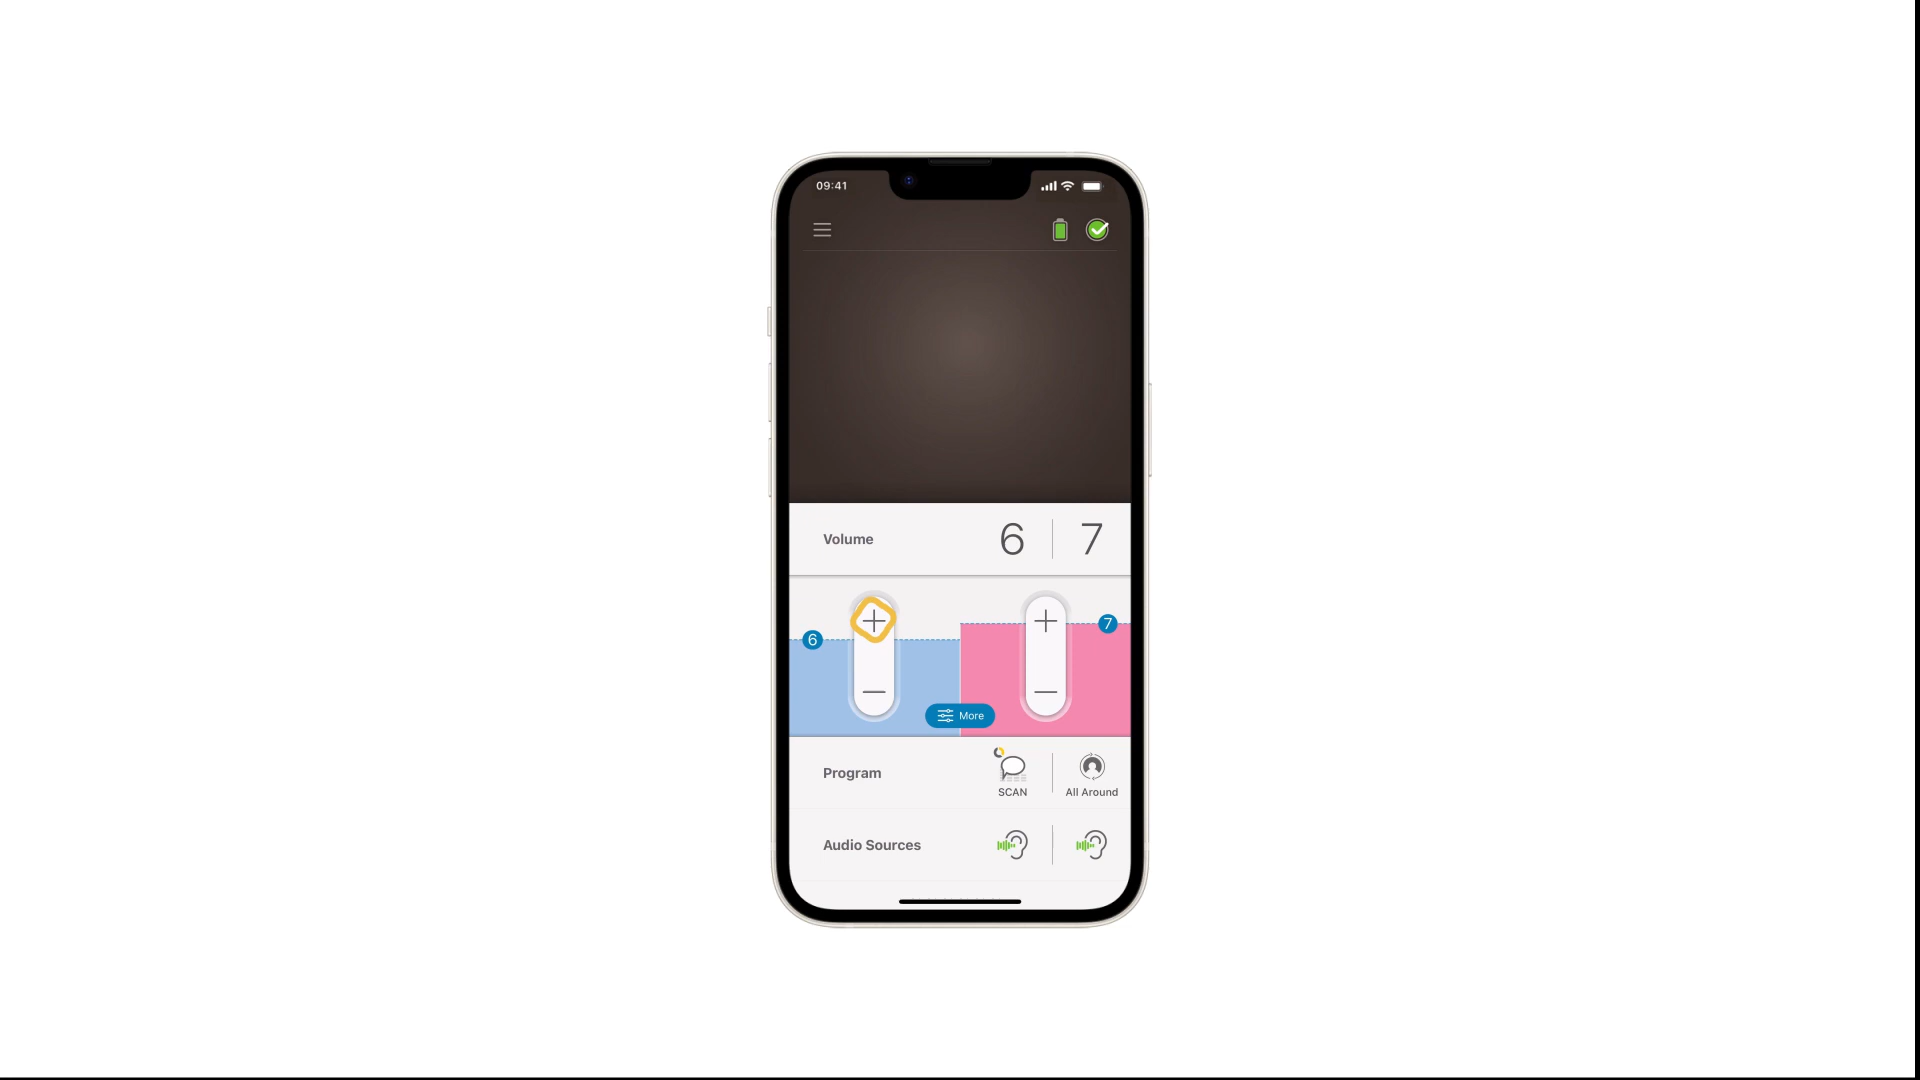 09:41
Volume 6 7
6 7
More
Program
SCAN All Around
Audio Sources